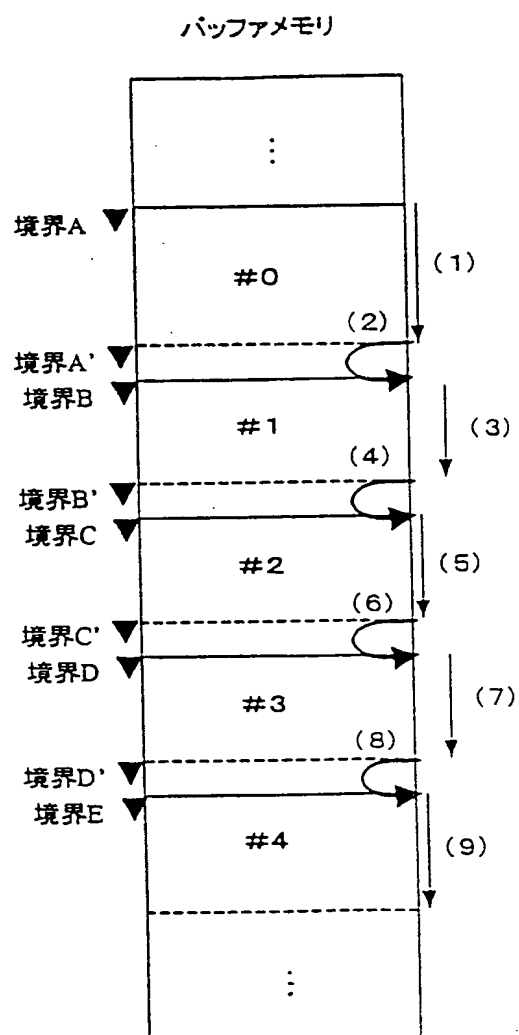 バッファメモリ
⋮
境界A
#0
(1)
(2)
境界A'
境界B
#1
(3)
(4)
境界B'
境界C
#2
(5)
(6)
境界C'
境界D
#3
(7)
(8)
境界D'
境界E
#4
(9)
⋮